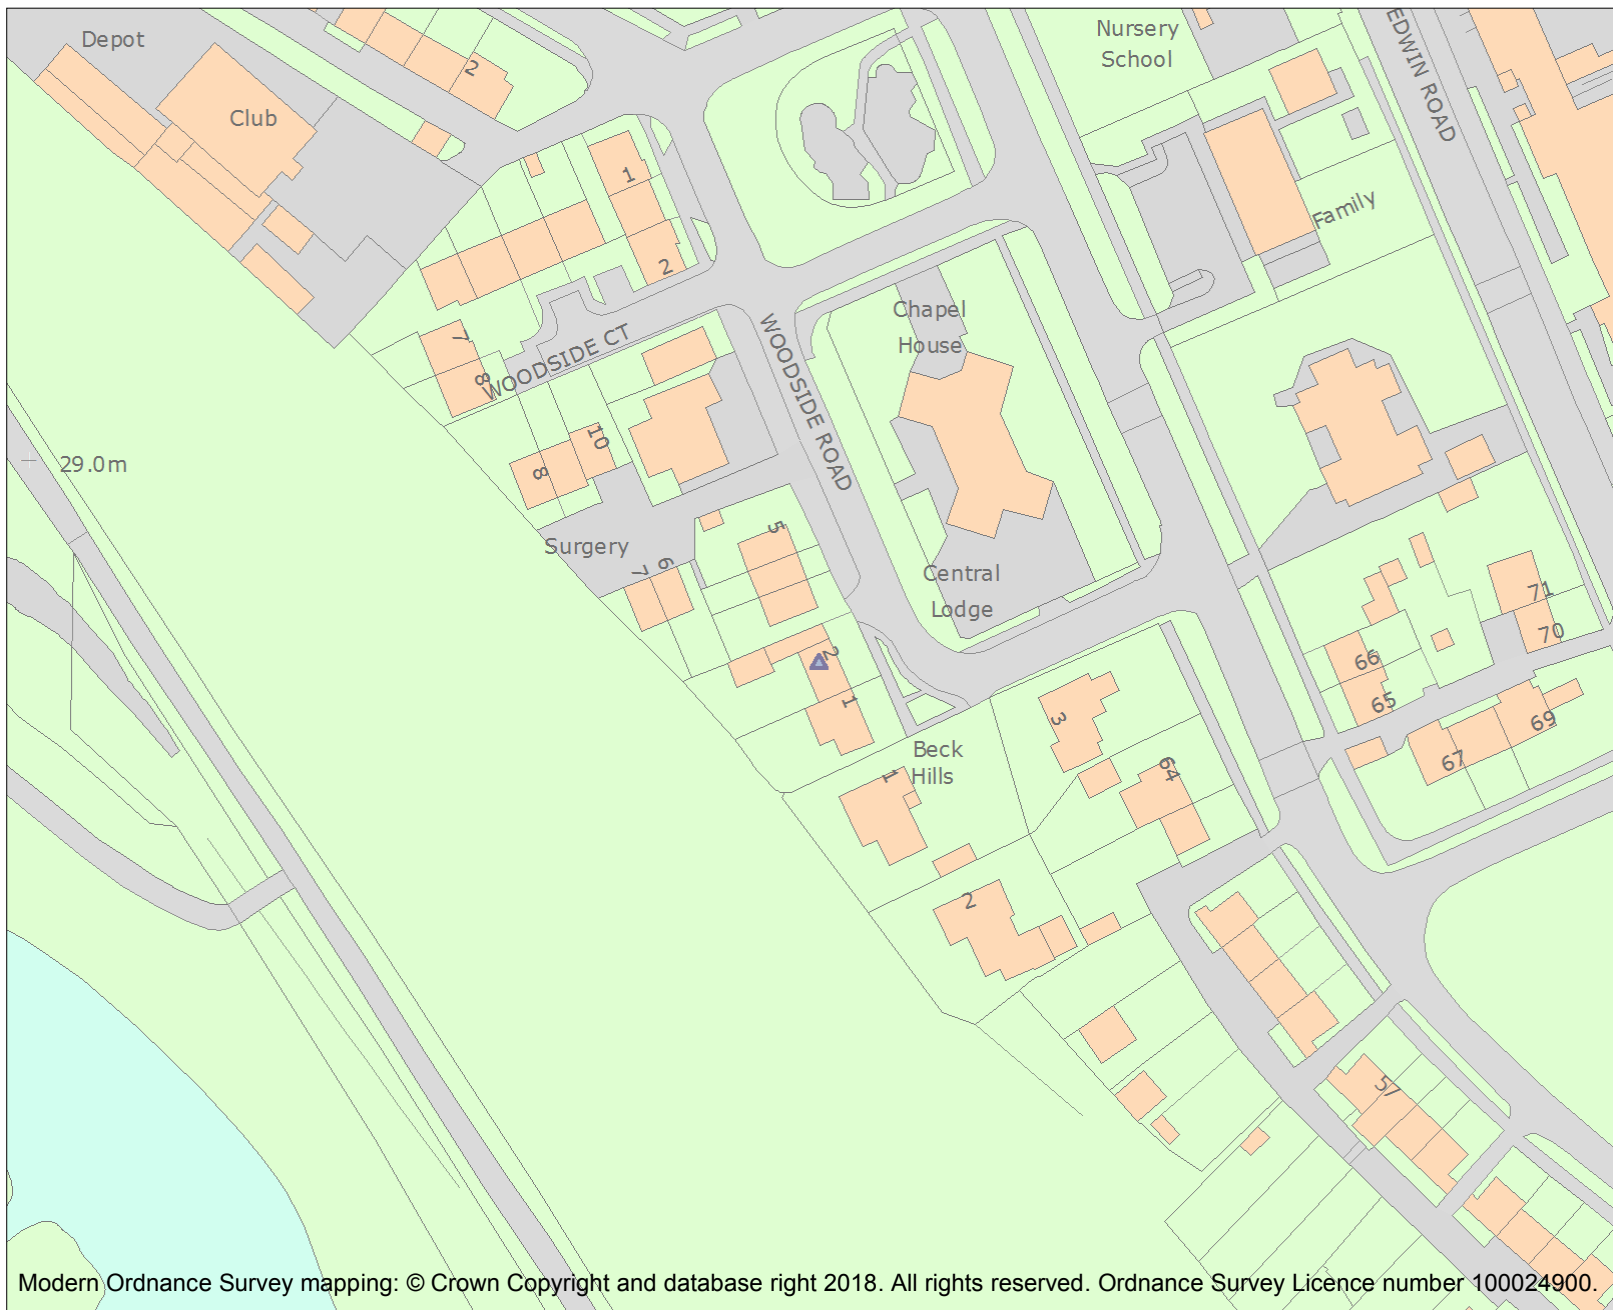 Depot
Club
2
Nursery
School
EDWIN ROAD
1
2
Family
Chapel
House
WOODSIDE ROAD
WOODSIDE CT
7
8
29.0m
10
8
Surgery
5
6
7
Central
Lodge
2
1
71
70
66
65
69
67
3
64
Beck
Hills
1
2
57
Modern Ordnance Survey mapping: © Crown Copyright and database right 2018. All rights reserved. Ordnance Survey Licence number 100024900.